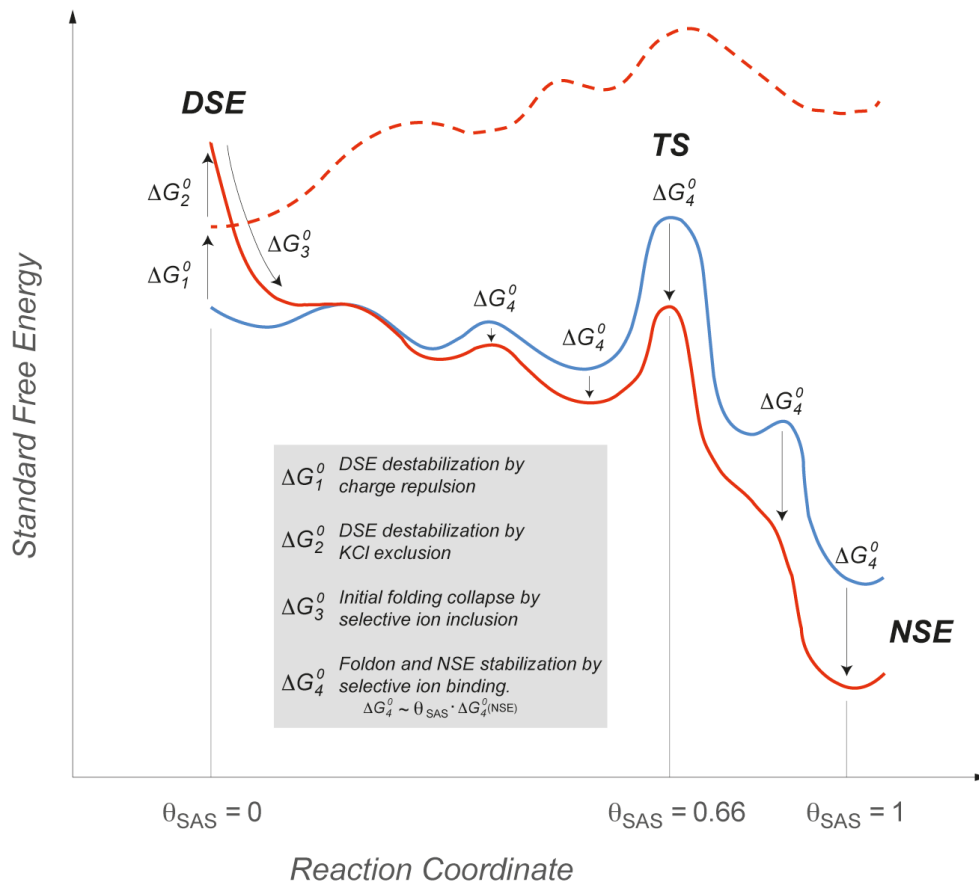 DSE
TS
ΔG₄⁰
ΔG₂⁰
ΔG₃⁰
ΔG₁⁰
ΔG₄⁰
ΔG₄⁰
ΔG₄⁰
ΔG₄⁰
NSE
Standard Free Energy
ΔG₁⁰ DSE destabilization by
charge repulsion
ΔG₂⁰ DSE destabilization by
KCl exclusion
ΔG₃⁰ Initial folding collapse by
selective ion inclusion
ΔG₄⁰ Foldon and NSE stabilization by
selective ion binding.
ΔG₄⁰ ~ θSAS · ΔG₄⁰(NSE)
θSAS = 0
θSAS = 0.66
θSAS = 1
Reaction Coordinate